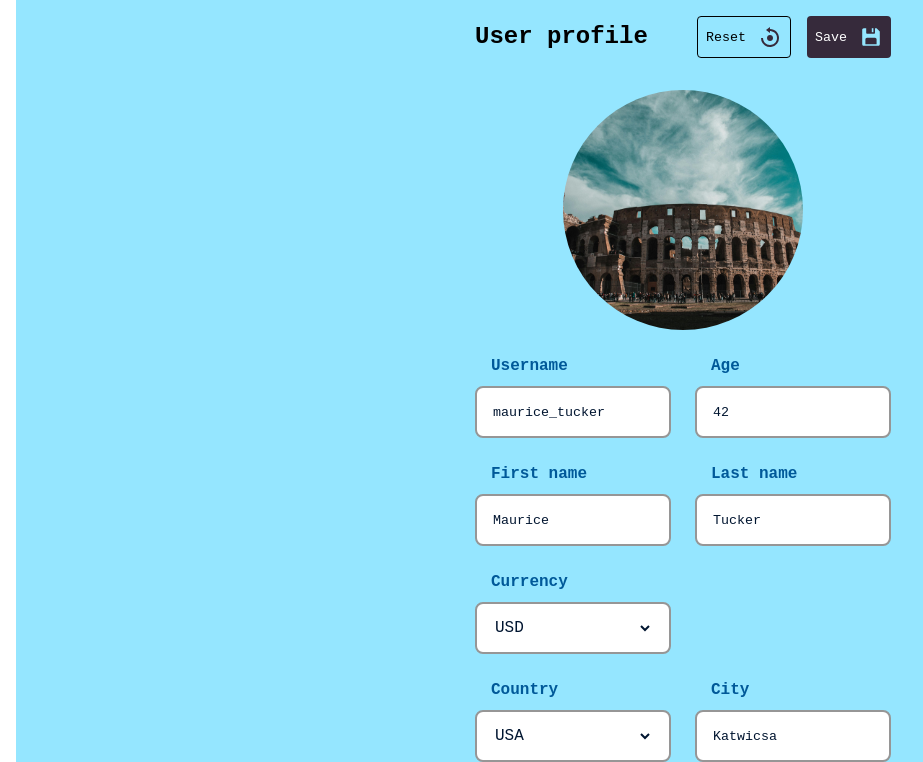 User profile
Reset
Save
Username
Age
maurice_tucker
42
First name
Last name
Maurice
Tucker
Currency
USD
Country
City
USA
Katwicsa